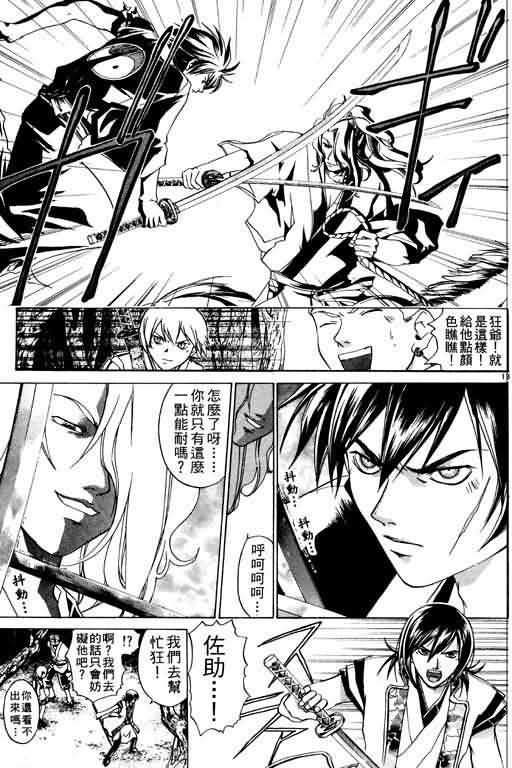 ギィ
狂爺！就
是這樣！
給他點顏
色瞧瞧！
13
抖動…
抖動…
怎麼了呀……
你就只有這麼
一點能耐嗎？
呼呵呵呵…
抖動…
佐助…！
我們去幫
忙狂！
!?
啊？我們去
的話只會妨
礙他吧？
你還看不
出來嗎…